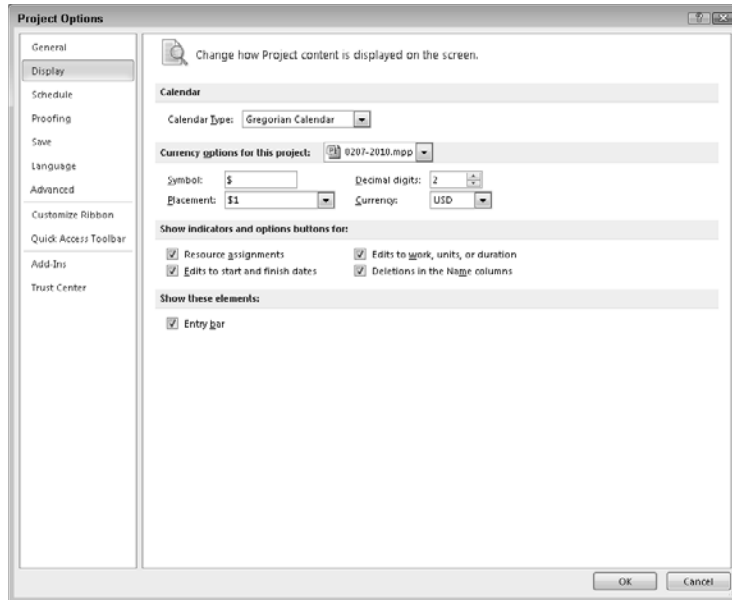 Project Options
General
Display
Schedule
Proofing
Save
Language
Advanced
Customize Ribbon
Quick Access Toolbar
Add-Ins
Trust Center
Change how Project content is displayed on the screen.
Calendar
Calendar Type: Gregorian Calendar
Currency options for this project: 0207-2010.mpp
Symbol: $ Decimal digits: 2
Placement: $1 Currency: USD
Show indicators and options buttons for:
Resource assignments Edits to work, units, or duration
Edits to start and finish dates Deletions in the Name columns
Show these elements:
Entry bar
OK Cancel